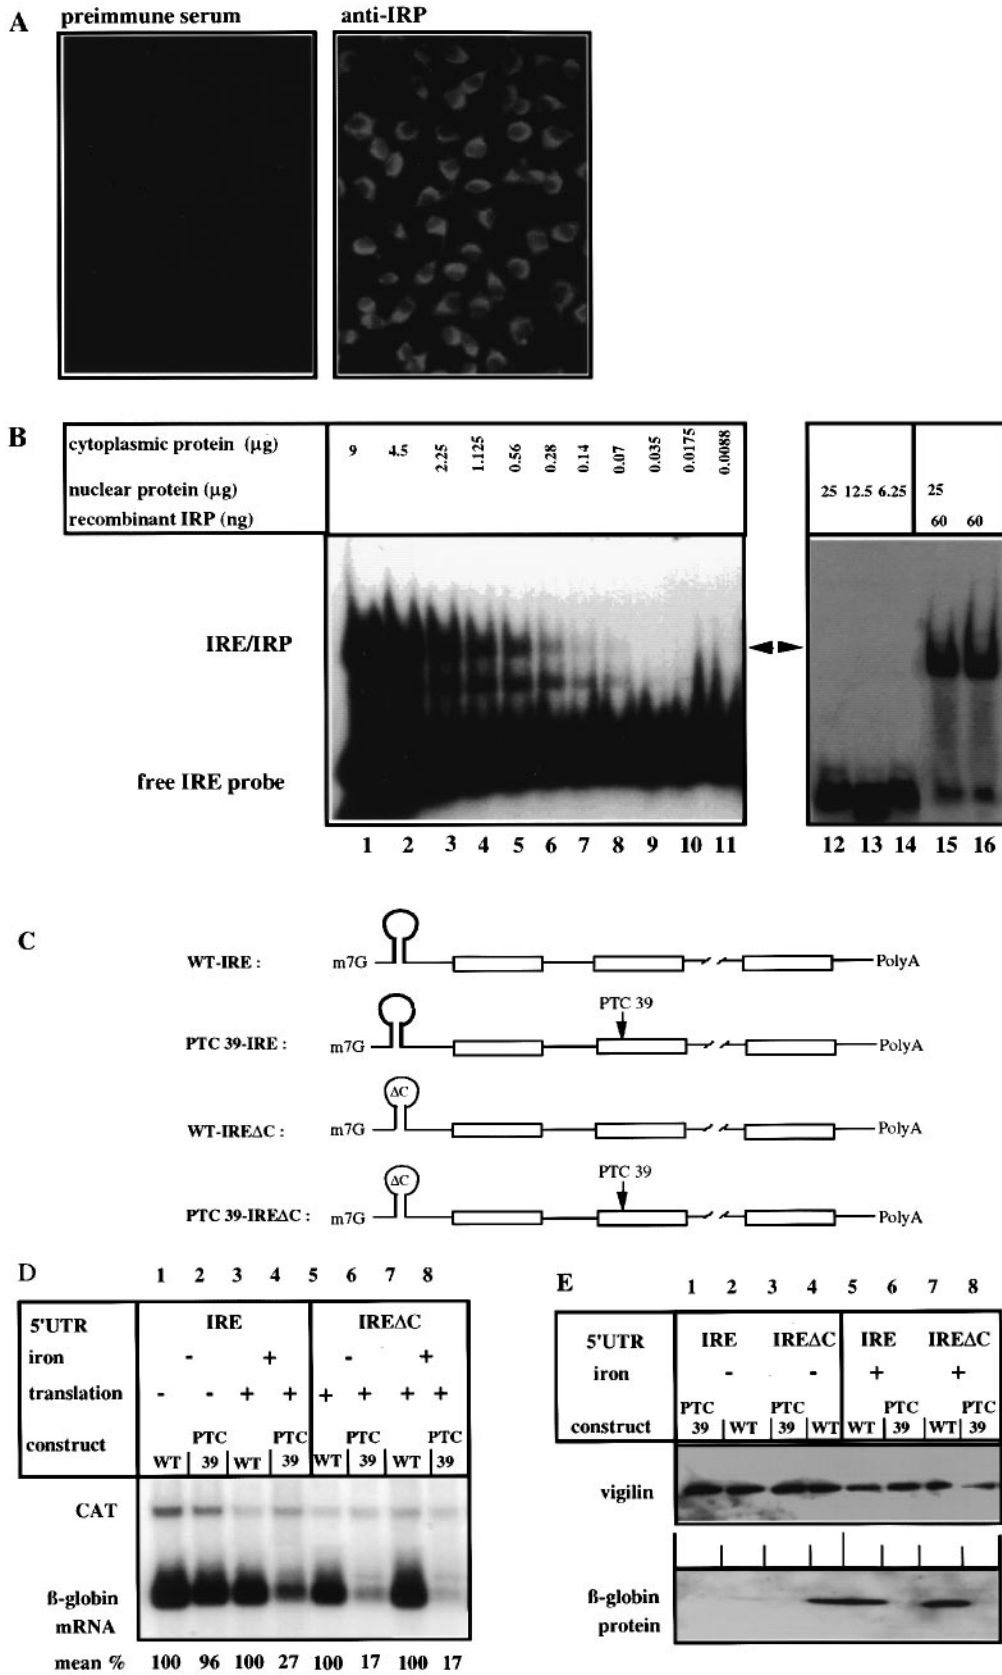 A
preimmune serum
anti-IRP
B
cytoplasmic protein (µg) 9 4.5 2.25 1.125 0.56 0.28 0.14 0.07 0.035 0.0175 0.0088
nuclear protein (µg) 25 12.5 6.25 25
recombinant IRP (ng) 60 60
IRE/IRP
free IRE probe
1 2 3 4 5 6 7 8 9 10 11 12 13 14 15 16
C
WT-IRE : m7G PolyA
PTC 39
PTC 39-IRE : m7G PolyA
ΔC
WT-IREΔC : m7G PolyA
PTC 39
ΔC
PTC 39-IREΔC : m7G PolyA
D 1 2 3 4 5 6 7 8
5'UTR IRE IREΔC
iron - + - +
translation - - + + + + + +
construct WT PTC 39 WT PTC 39 WT PTC 39 WT PTC 39
CAT
ß-globin
mRNA
mean % 100 96 100 27 100 17 100 17
E 1 2 3 4 5 6 7 8
5'UTR IRE IREΔC IRE IREΔC
iron - - + +
construct PTC 39 WT PTC 39 WT WT PTC 39 WT PTC 39
vigilin
ß-globin
protein